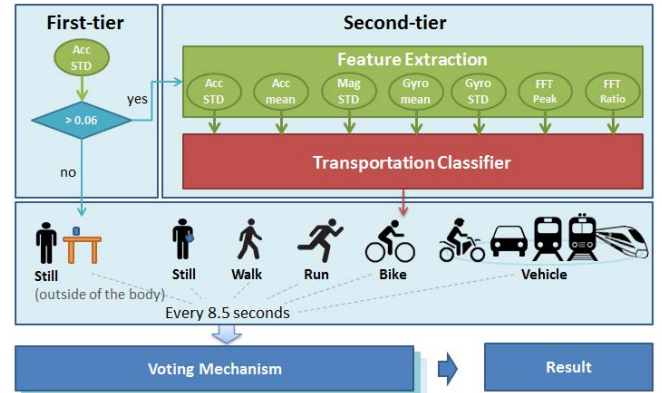 First-tier
Second-tier
Acc
STD
> 0.06
yes
no
Feature Extraction
Acc
STD
Acc
mean
Mag
STD
Gyro
mean
Gyro
STD
FFT
Peak
FFT
Ratio
Transportation Classifier
Still
(outside of the body)
Still
Walk
Run
Bike
Vehicle
Every 8.5 seconds
Voting Mechanism
Result